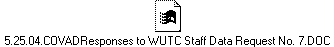 5.25.04.COVADResponses to WUTC Staff Data Request No. 7.DOC